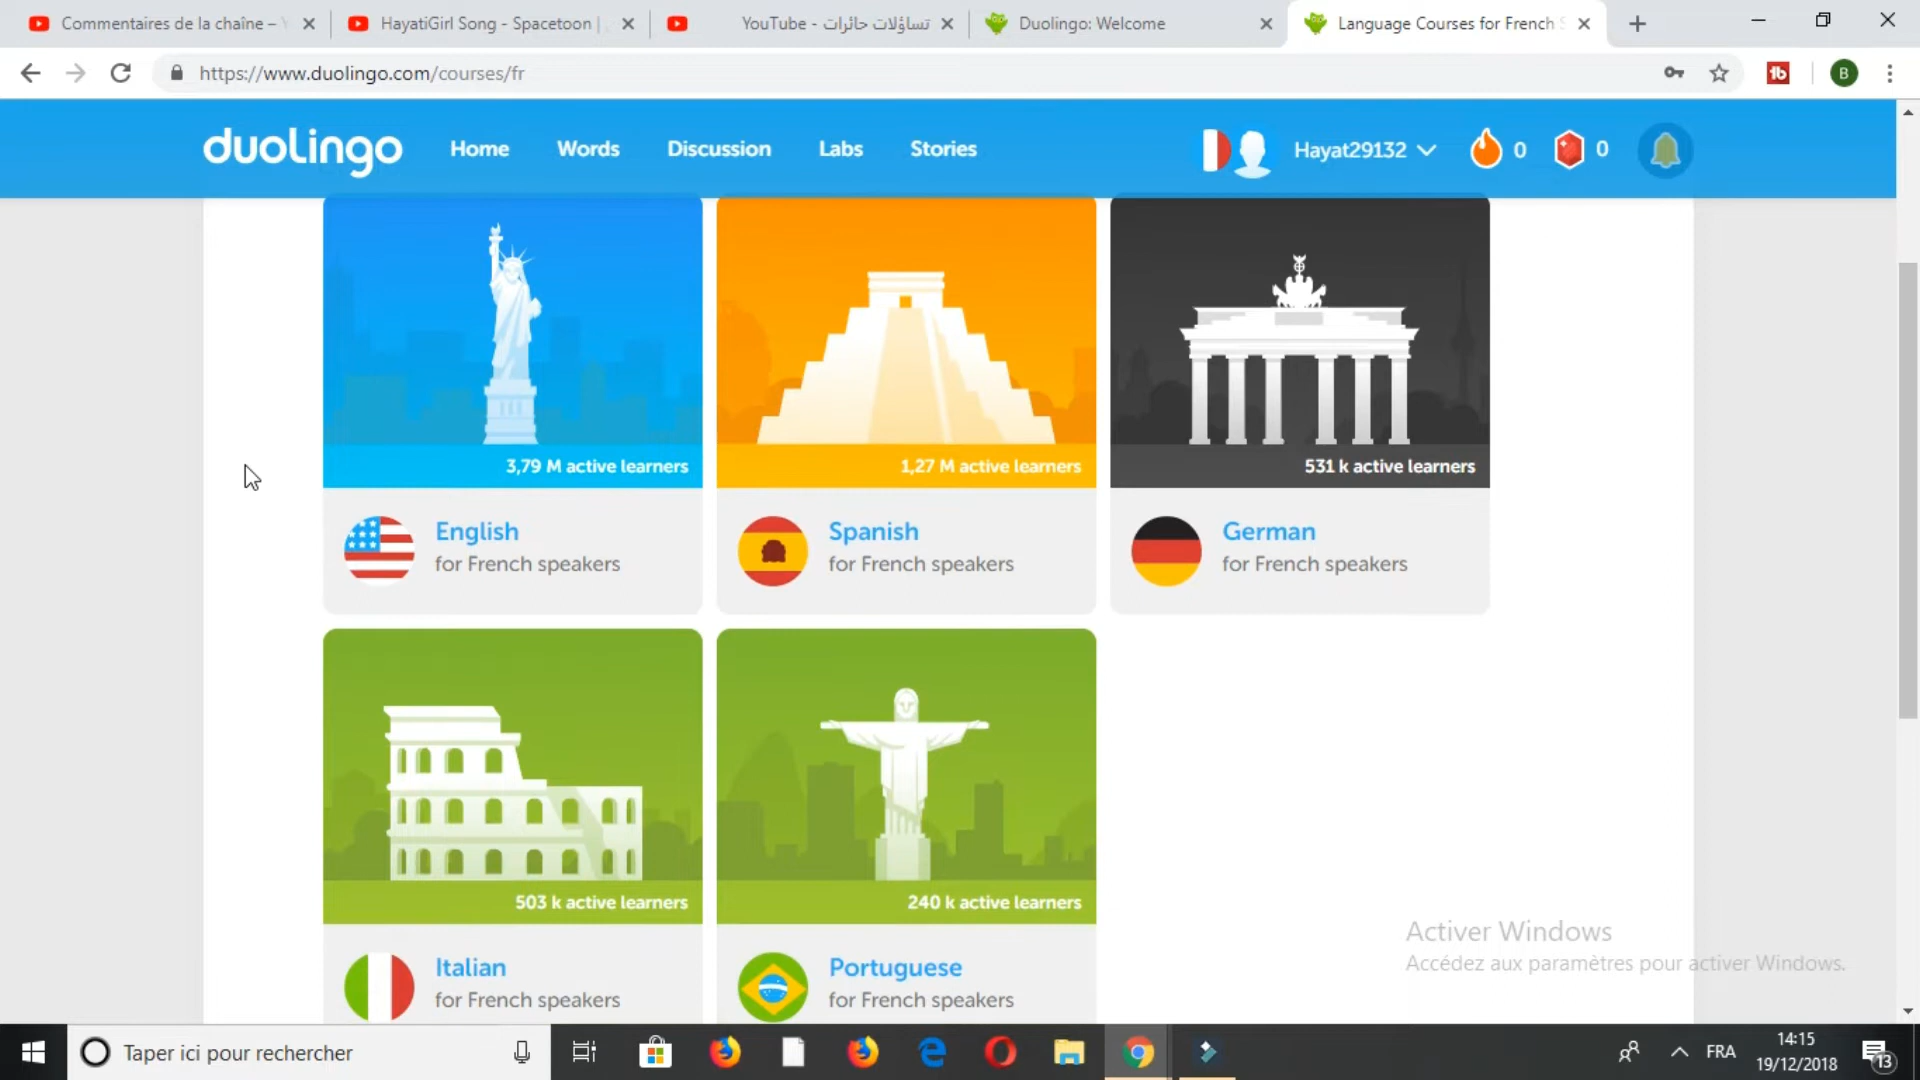 Commentaires de la chaîne –
HayatiGirl Song - Spacetoon |
تساؤلات حائرات - YouTube
Duolingo: Welcome
Language Courses for French S
https://www.duolingo.com/courses/fr
B
duolingo
Home
Words
Discussion
Labs
Stories
Hayat29132
0
0
3,79 M active learners
1,27 M active learners
531 k active learners
English
for French speakers
Spanish
for French speakers
German
for French speakers
503 k active learners
240 k active learners
Italian
for French speakers
Portuguese
for French speakers
Activer Windows
Accédez aux paramètres pour activer Windows.
Taper ici pour rechercher
FRA
14:15
19/12/2018
13